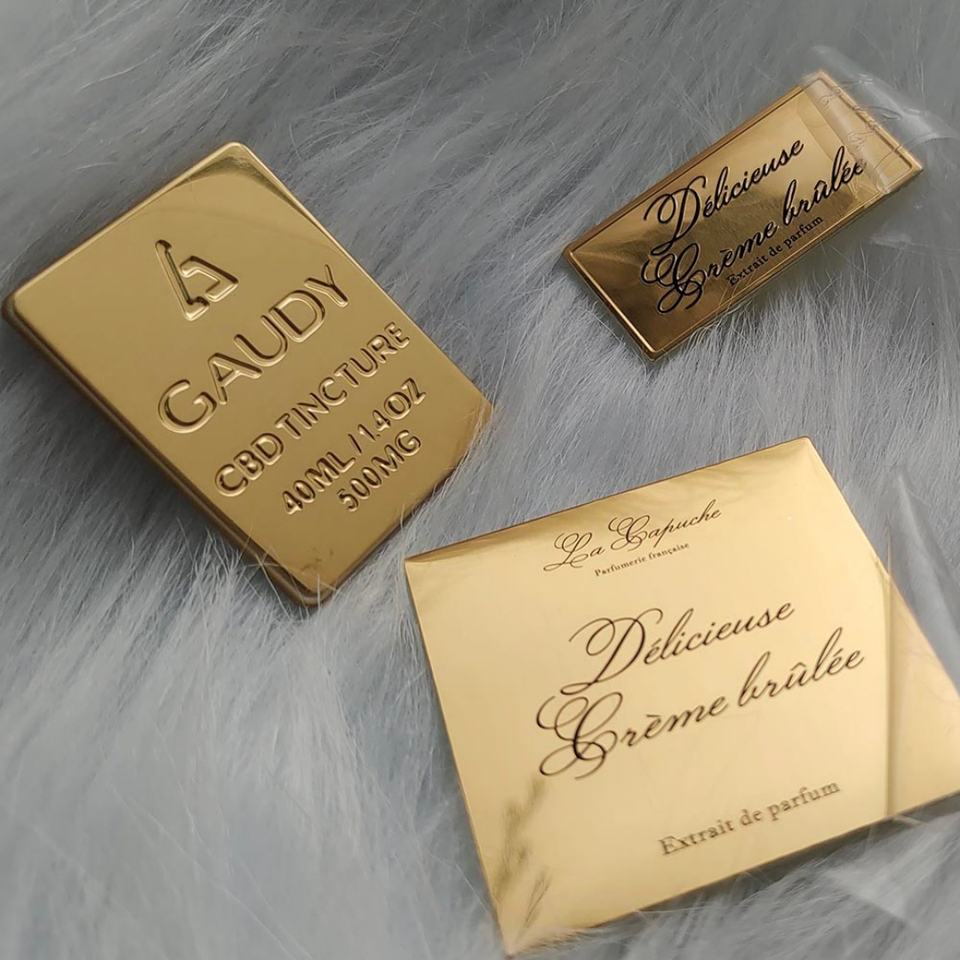 GAUDY
CBD TINCTURE
40ML / 1.4OZ
500MG
Délicieuse
Crème brûlée
Extrait de parfum
La Capuche
Parfumerie française
Délicieuse
Crème brûlée
Extrait de parfum